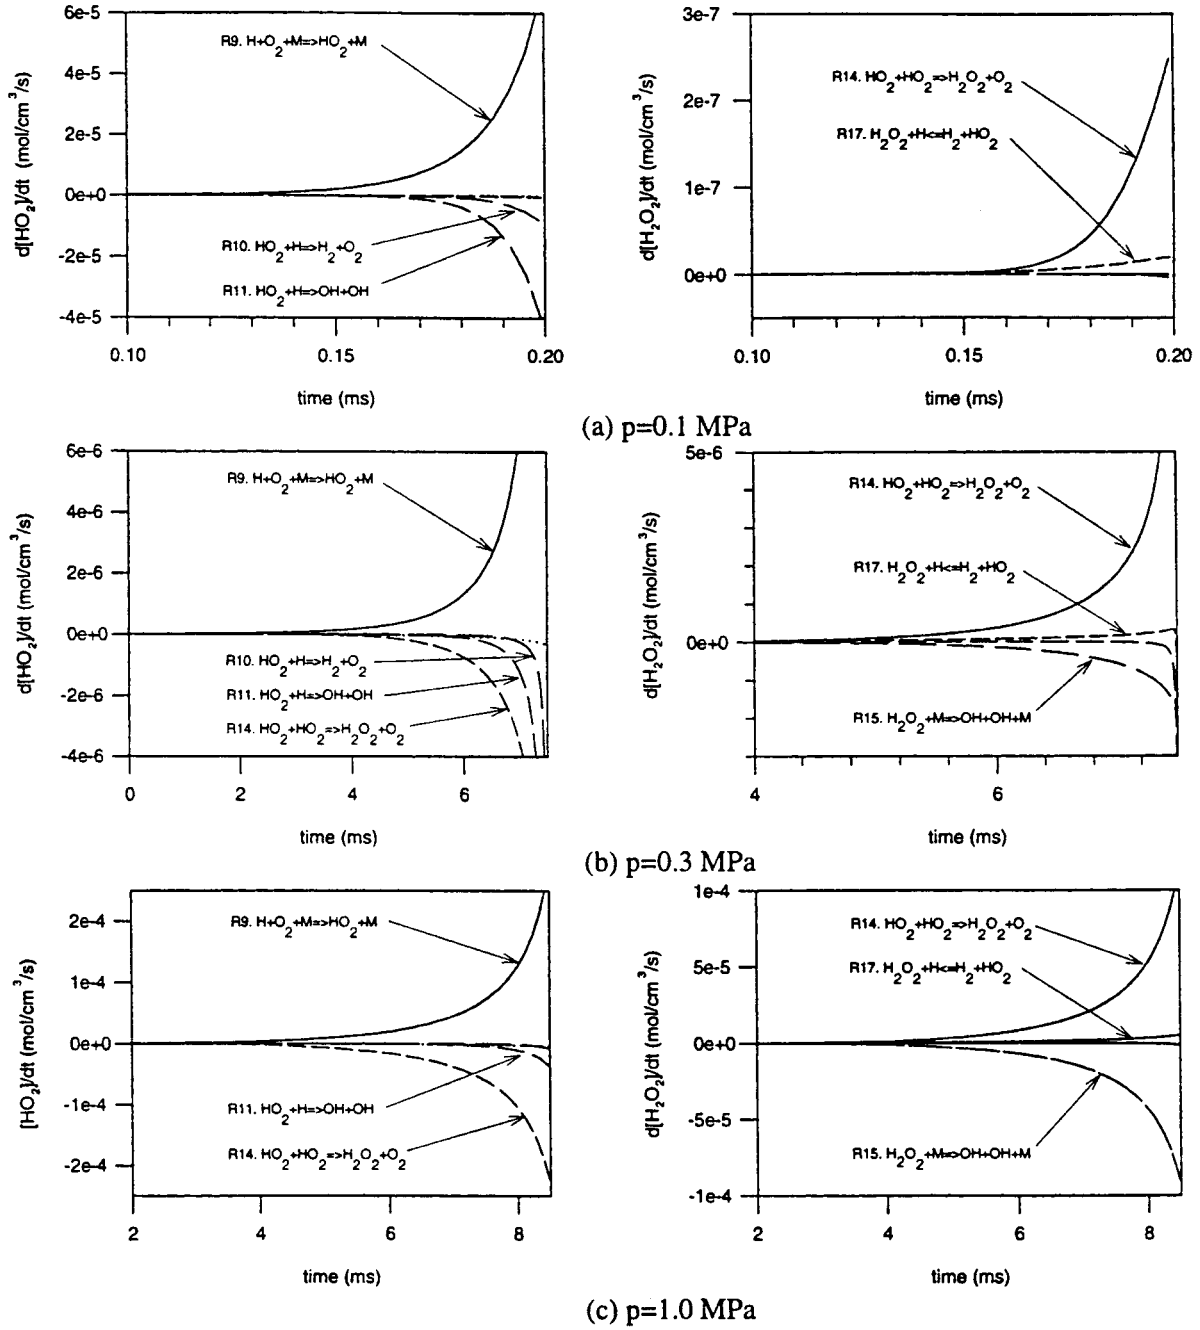 6e-5
4e-5
2e-5
0e+0
-2e-5
-4e-5
d[HO2]/dt (mol/cm3/s)
R9. H+O2+M=>HO2+M
R10. HO2+H=>H2+O2
R11. HO2+H=>OH+OH
0.10 0.15 0.20
time (ms)
3e-7
2e-7
1e-7
0e+0
d[H2O2]/dt (mol/cm3/s)
R14. HO2+HO2=>H2O2+O2
R17. H2O2+H<=H2+HO2
0.10 0.15 0.20
time (ms)
(a) p=0.1 MPa
6e-6
4e-6
2e-6
0e+0
-2e-6
-4e-6
d[HO2]/dt (mol/cm3/s)
R9. H+O2+M=>HO2+M
R10. HO2+H=>H2+O2
R11. HO2+H=>OH+OH
R14. HO2+HO2=>H2O2+O2
0 2 4 6
time (ms)
5e-6
0e+0
d[H2O2]/dt (mol/cm3/s)
R14. HO2+HO2=>H2O2+O2
R17. H2O2+H<=H2+HO2
R15. H2O2+M=>OH+OH+M
4 6
time (ms)
(b) p=0.3 MPa
2e-4
1e-4
0e+0
-1e-4
-2e-4
[HO2]/dt (mol/cm3/s)
R9. H+O2+M=>HO2+M
R11. HO2+H=>OH+OH
R14. HO2+HO2=>H2O2+O2
2 4 6 8
time (ms)
1e-4
5e-5
0e+0
-5e-5
-1e-4
d[H2O2]/dt (mol/cm3/s)
R14. HO2+HO2=>H2O2+O2
R17. H2O2+H<=H2+HO2
R15. H2O2+M=>OH+OH+M
2 4 6 8
time (ms)
(c) p=1.0 MPa